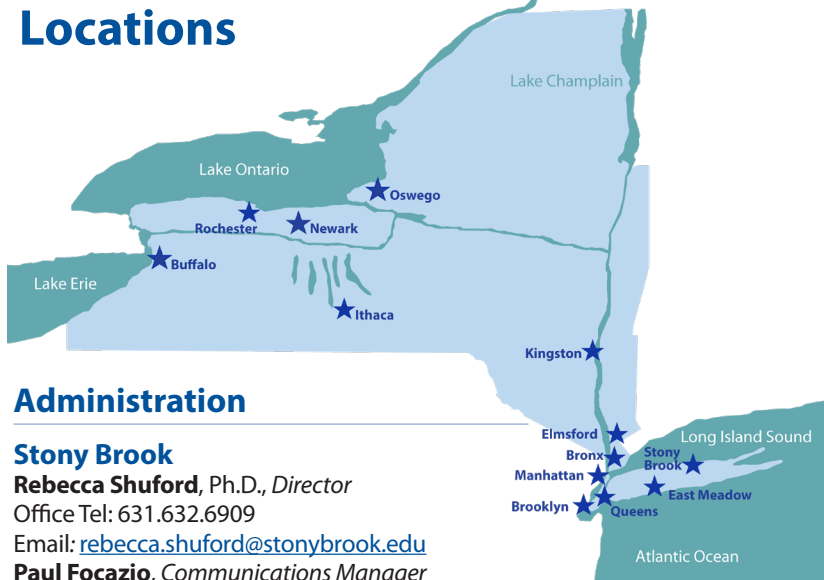 Locations
Lake Champlain
Lake Ontario
Oswego
Rochester
Newark
Buffalo
Lake Erie
Ithaca
Kingston
Administration
Elmsford
Long Island Sound
Bronx
Stony
Brook
Manhattan
East Meadow
Brooklyn
Queens
Atlantic Ocean
Stony Brook
Rebecca Shuford, Ph.D., Director
Office Tel: 631.632.6909
Email: rebecca.shuford@stonybrook.edu
Paul Focazio, Communications Manager